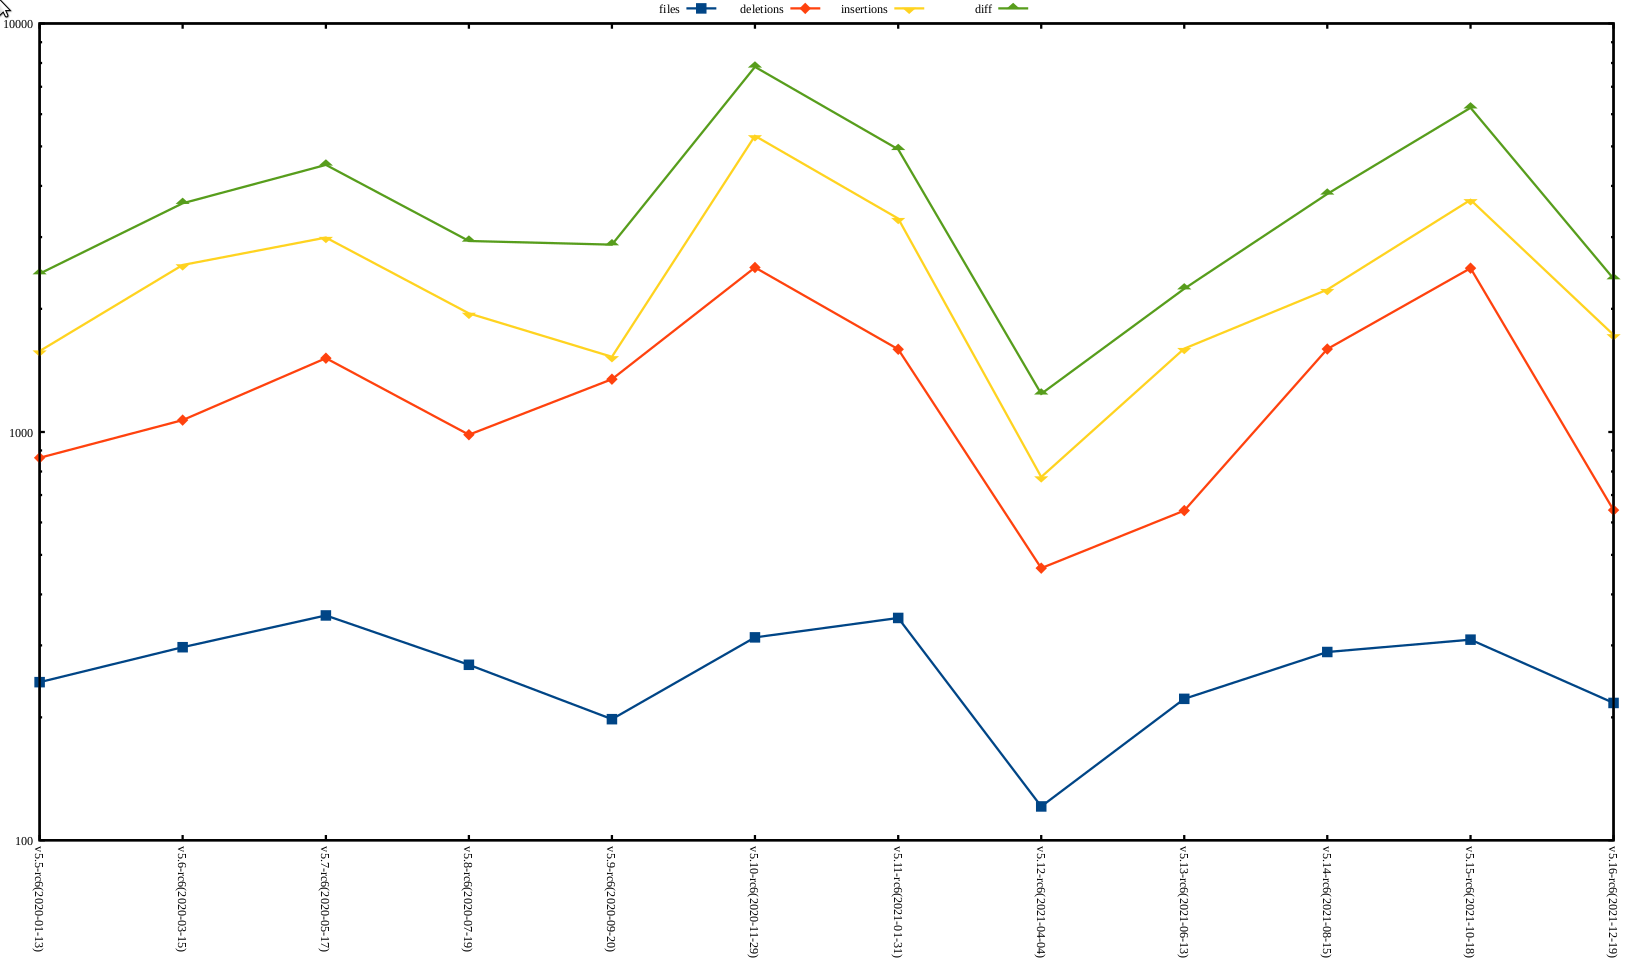 files deletions insertions diff
10000
1000
100
v5.5-rc6(2020-01-13)
v5.6-rc6(2020-03-15)
v5.7-rc6(2020-05-17)
v5.8-rc6(2020-07-19)
v5.9-rc6(2020-09-20)
v5.10-rc6(2020-11-29)
v5.11-rc6(2021-01-31)
v5.12-rc6(2021-04-04)
v5.13-rc6(2021-06-13)
v5.14-rc6(2021-08-15)
v5.15-rc6(2021-10-18)
v5.16-rc6(2021-12-19)